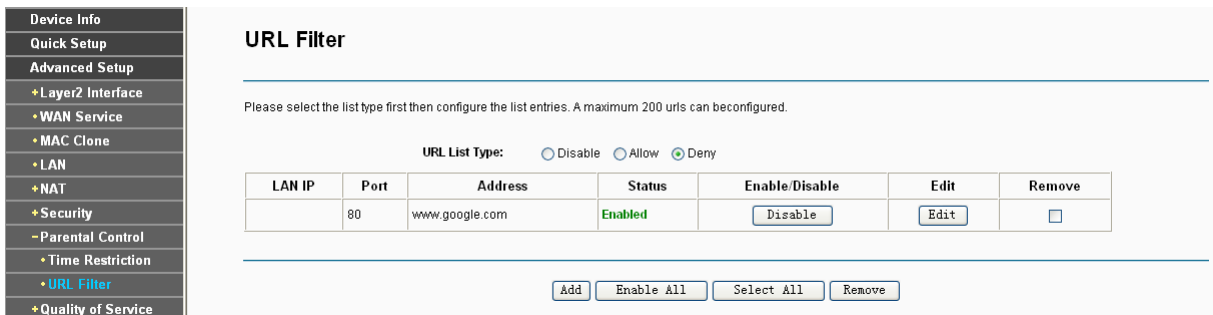 Device Info
Quick Setup
Advanced Setup
+Layer2 Interface
•WAN Service
•MAC Clone
•LAN
+NAT
+Security
−Parental Control
•Time Restriction
•URL Filter
+Quality of Service
URL Filter
Please select the list type first then configure the list entries. A maximum 200 urls can beconfigured.
URL List Type: Disable Allow Deny
LAN IP Port Address Status Enable/Disable Edit Remove
80 www.google.com Enabled Disable Edit
Add Enable All Select All Remove